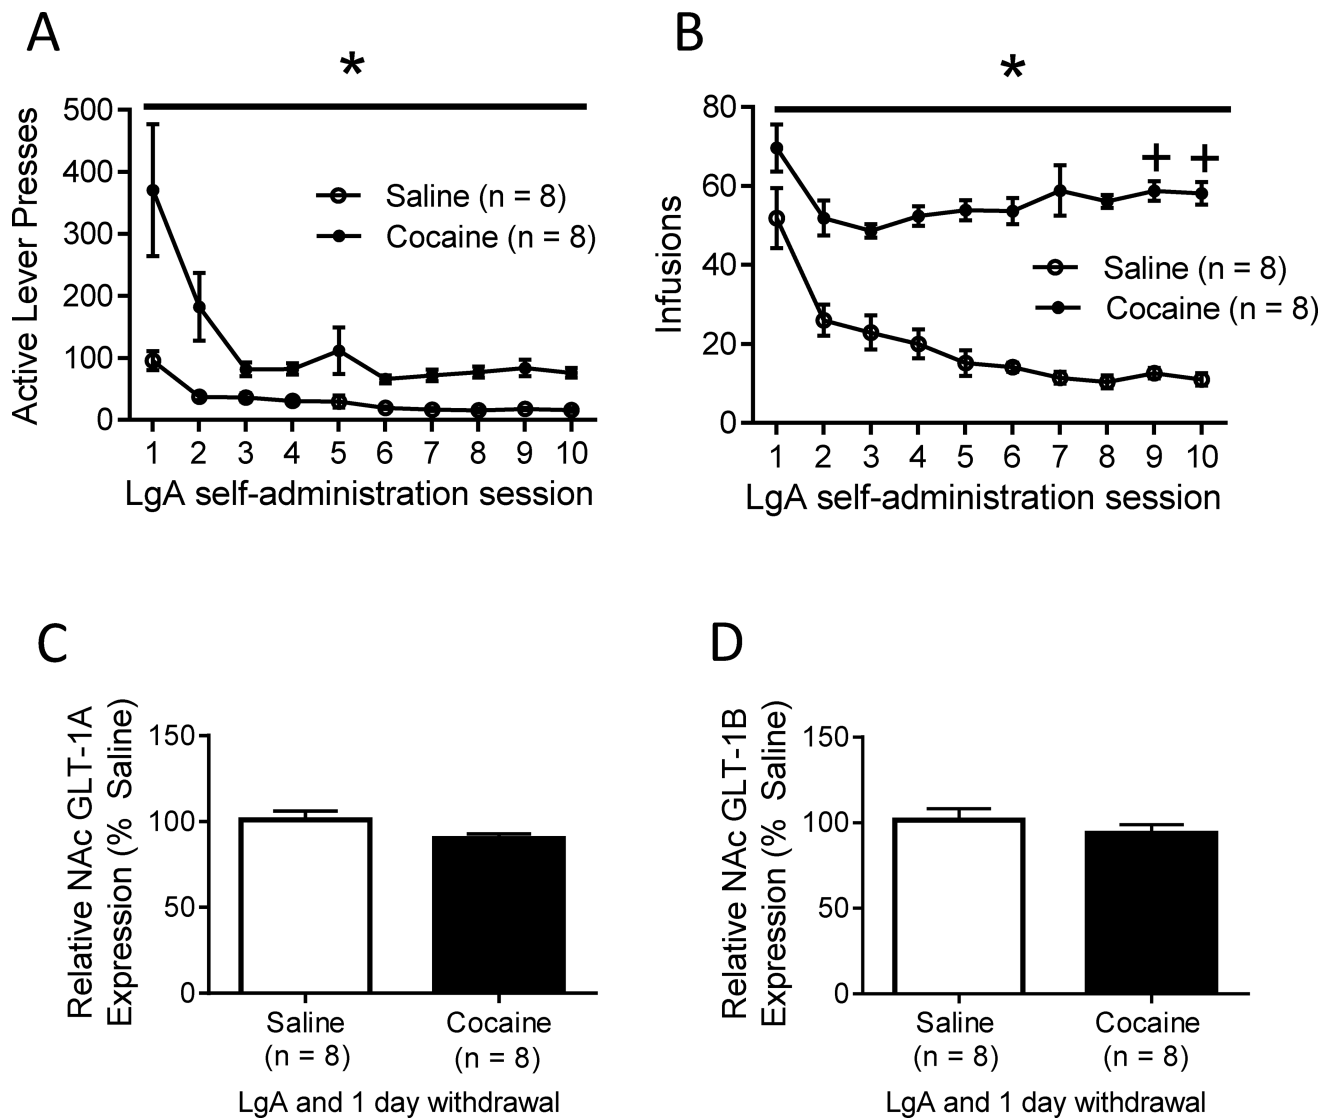 A
*
500
400
300
200
100
0
Active Lever Presses
Saline (n = 8)
Cocaine (n = 8)
1 2 3 4 5 6 7 8 9 10
LgA self-administration session
B
*
80
60
40
20
0
Infusions
+ +
Saline (n = 8)
Cocaine (n = 8)
1 2 3 4 5 6 7 8 9 10
LgA self-administration session
C
Relative NAc GLT-1A
Expression (% Saline)
150
100
50
0
Saline Cocaine
(n = 8) (n = 8)
LgA and 1 day withdrawal
D
Relative NAc GLT-1B
Expression (% Saline)
150
100
50
0
Saline Cocaine
(n = 8) (n = 8)
LgA and 1 day withdrawal